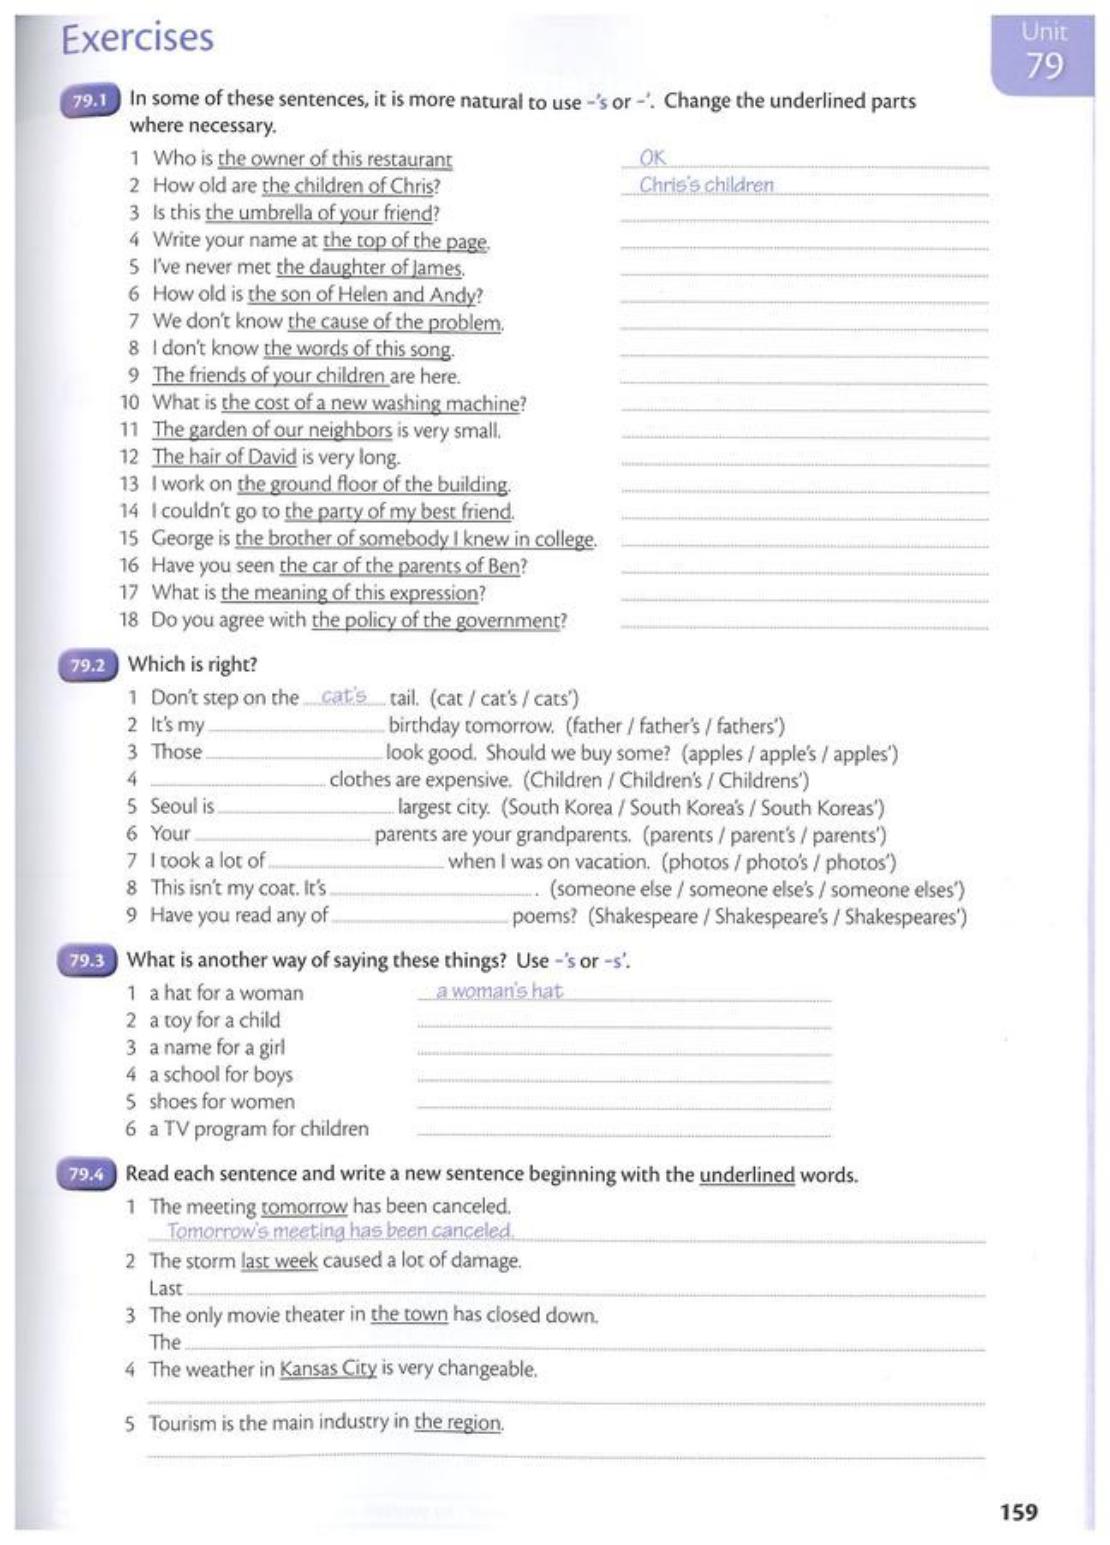 Exercises
Unit
79
79.1 In some of these sentences, it is more natural to use -'s or -'. Change the underlined parts
where necessary.
1 Who is the owner of this restaurant OK
2 How old are the children of Chris? Chris's children
3 Is this the umbrella of your friend?
4 Write your name at the top of the page.
5 I've never met the daughter of James.
6 How old is the son of Helen and Andy?
7 We don't know the cause of the problem.
8 I don't know the words of this song.
9 The friends of your children are here.
10 What is the cost of a new washing machine?
11 The garden of our neighbors is very small.
12 The hair of David is very long.
13 I work on the ground floor of the building.
14 I couldn't go to the party of my best friend.
15 George is the brother of somebody I knew in college.
16 Have you seen the car of the parents of Ben?
17 What is the meaning of this expression?
18 Do you agree with the policy of the government?
79.2 Which is right?
1 Don't step on the cat's tail. (cat / cat's / cats')
2 It's my birthday tomorrow. (father / father's / fathers')
3 Those look good. Should we buy some? (apples / apple's / apples')
4 clothes are expensive. (Children / Children's / Childrens')
5 Seoul is largest city. (South Korea / South Korea's / South Koreas')
6 Your parents are your grandparents. (parents / parent's / parents')
7 I took a lot of when I was on vacation. (photos / photo's / photos')
8 This isn't my coat. It's . (someone else / someone else's / someone elses')
9 Have you read any of poems? (Shakespeare / Shakespeare's / Shakespeares')
79.3 What is another way of saying these things? Use -'s or -s'.
1 a hat for a woman a woman's hat
2 a toy for a child
3 a name for a girl
4 a school for boys
5 shoes for women
6 a TV program for children
79.4 Read each sentence and write a new sentence beginning with the underlined words.
1 The meeting tomorrow has been canceled.
Tomorrow's meeting has been canceled.
2 The storm last week caused a lot of damage.
Last
3 The only movie theater in the town has closed down.
The
4 The weather in Kansas City is very changeable.
5 Tourism is the main industry in the region.
159